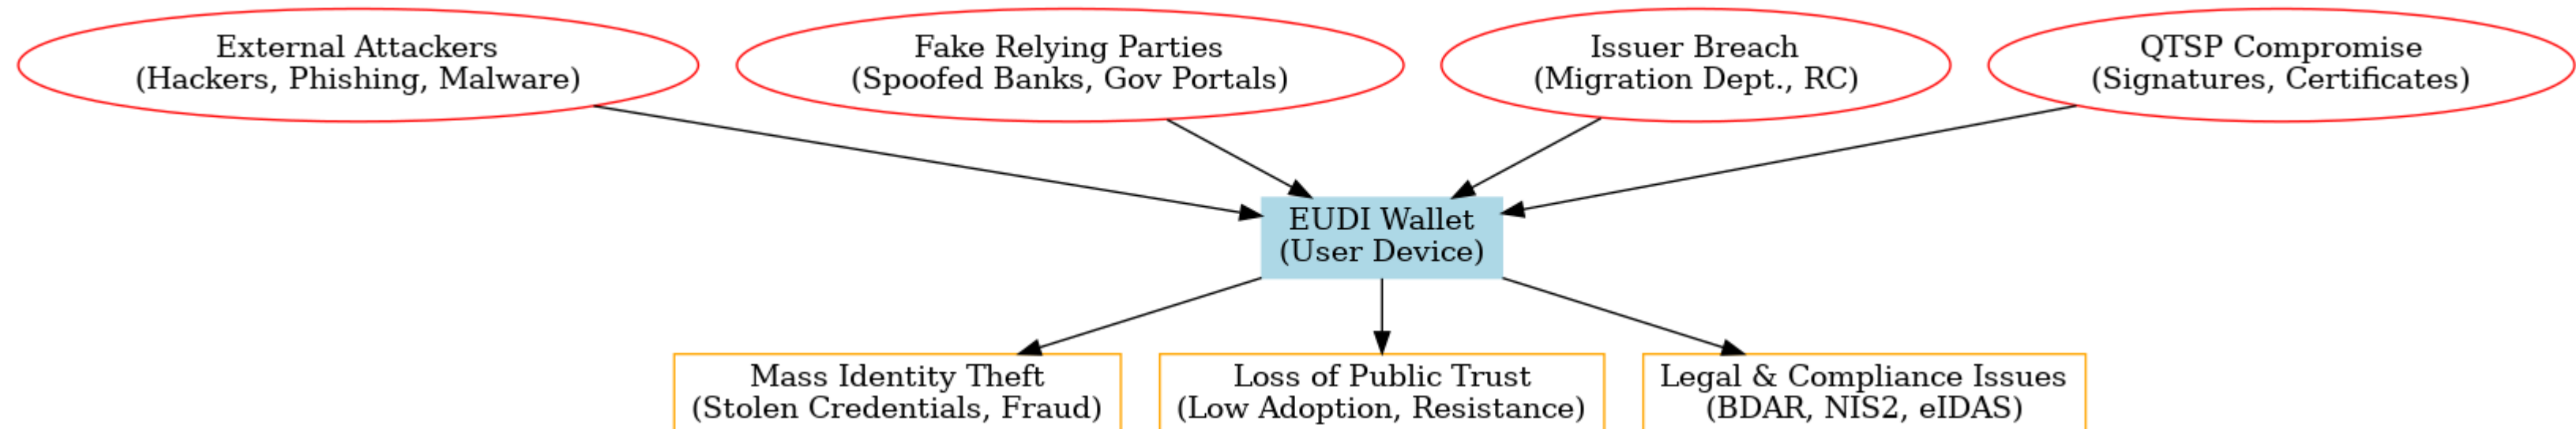 External Attackers
(Hackers, Phishing, Malware)
Fake Relying Parties
(Spoofed Banks, Gov Portals)
Issuer Breach
(Migration Dept., RC)
QTSP Compromise
(Signatures, Certificates)
EUDI Wallet
(User Device)
Mass Identity Theft
(Stolen Credentials, Fraud)
Loss of Public Trust
(Low Adoption, Resistance)
Legal & Compliance Issues
(BDAR, NIS2, eIDAS)